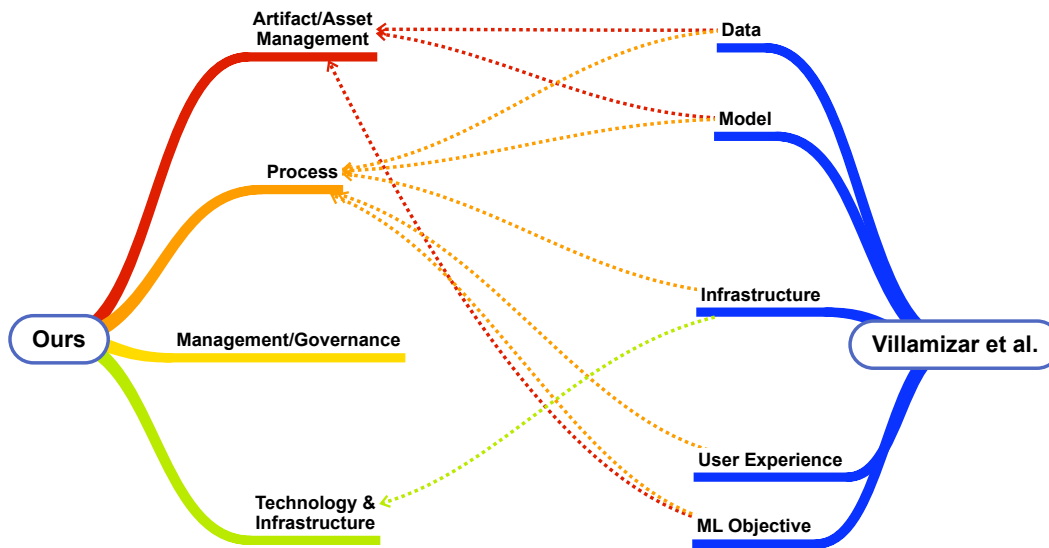 Artifact/Asset
Management
Process
Ours
Management/Governance
Technology &
Infrastructure
Data
Model
Infrastructure
Villamizar et al.
User Experience
ML Objective